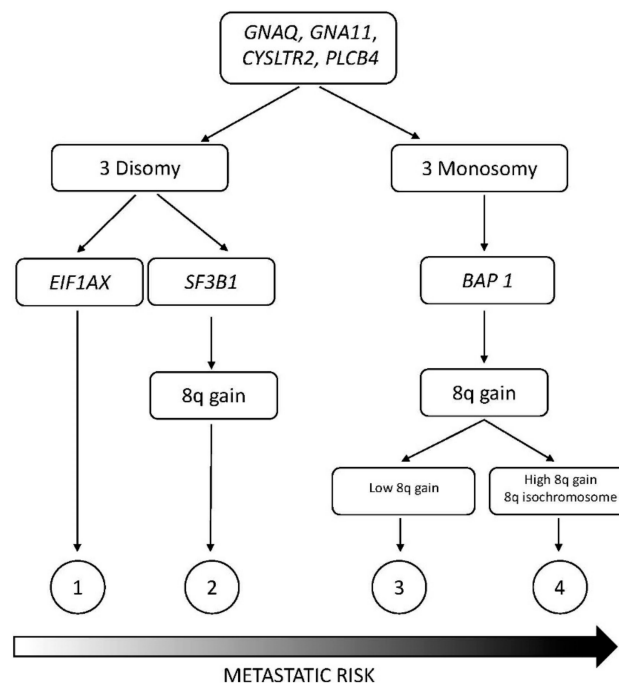 GNAQ, GNA11,
CYSLTR2, PLCB4
3 Disomy
3 Monosomy
EIF1AX
SF3B1
BAP 1
8q gain
8q gain
Low 8q gain
High 8q gain
8q isochromosome
1
2
3
4
METASTATIC RISK